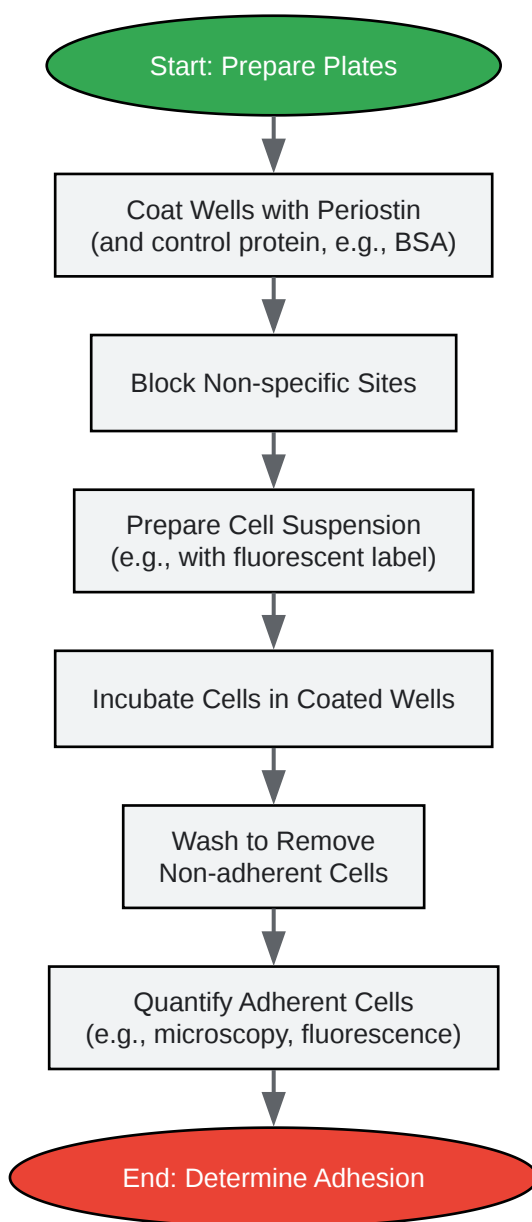 Start: Prepare Plates
Coat Wells with Periostin
(and control protein, e.g., BSA)
Block Non-specific Sites
Prepare Cell Suspension
(e.g., with fluorescent label)
Incubate Cells in Coated Wells
Wash to Remove
Non-adherent Cells
Quantify Adherent Cells
(e.g., microscopy, fluorescence)
End: Determine Adhesion